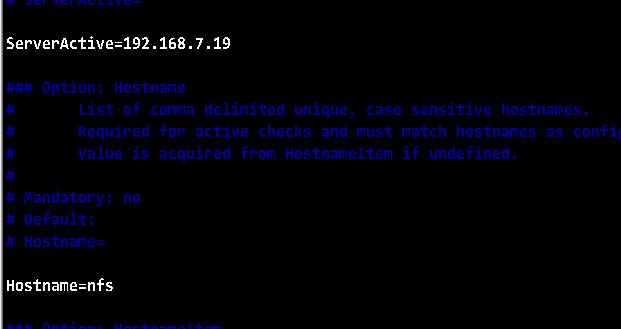 # ServerActive=
ServerActive=192.168.7.19
### Option: Hostname
# List of comma delimited unique, case sensitive hostnames.
# Required for active checks and must match hostnames as config
# Value is acquired from HostnameItem if undefined.
#
# Mandatory: no
# Default:
# Hostname=
Hostname=nfs
### Option: HostnameItem